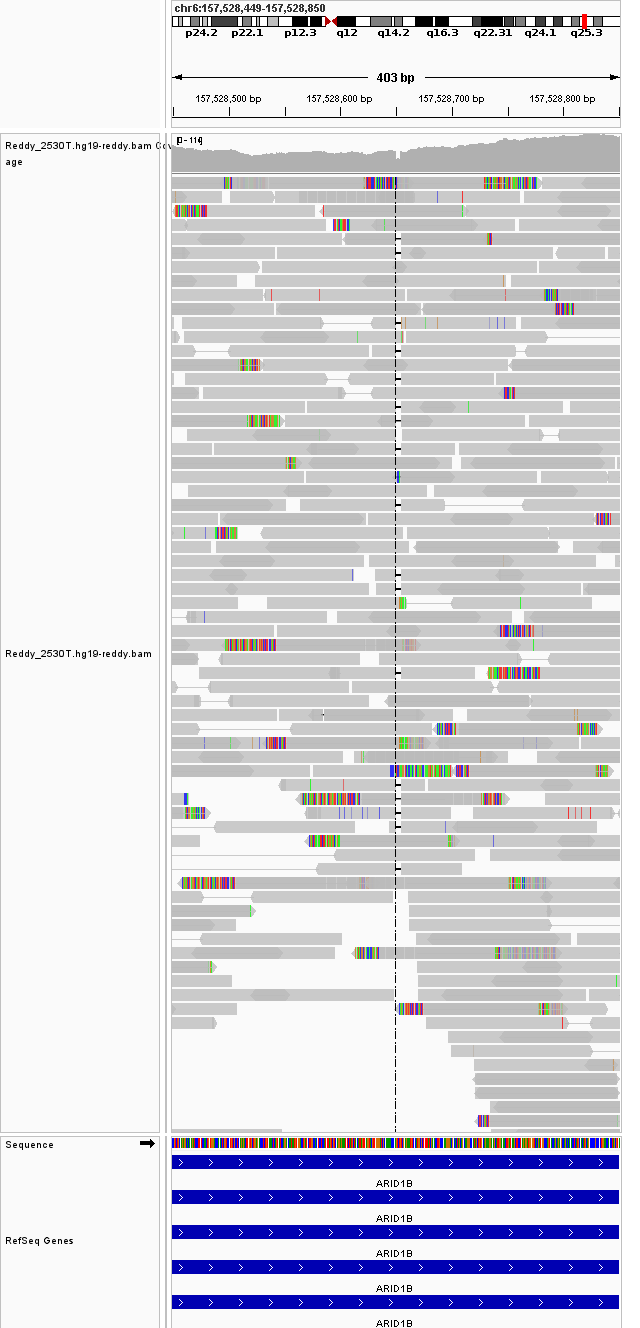 chr6:157,528,449-157,528,850
p24.2 p22.1 p12.3 q12 q14.2 q16.3 q22.31 q24.1 q25.3
403 bp
157,528,500 bp 157,528,600 bp 157,528,700 bp 157,528,800 bp
[0 - 114]
Reddy_2530T.hg19-reddy.bam Cov
age
Reddy_2530T.hg19-reddy.bam
Sequence
ARID1B
ARID1B
RefSeq Genes
ARID1B
ARID1B
ARID1B